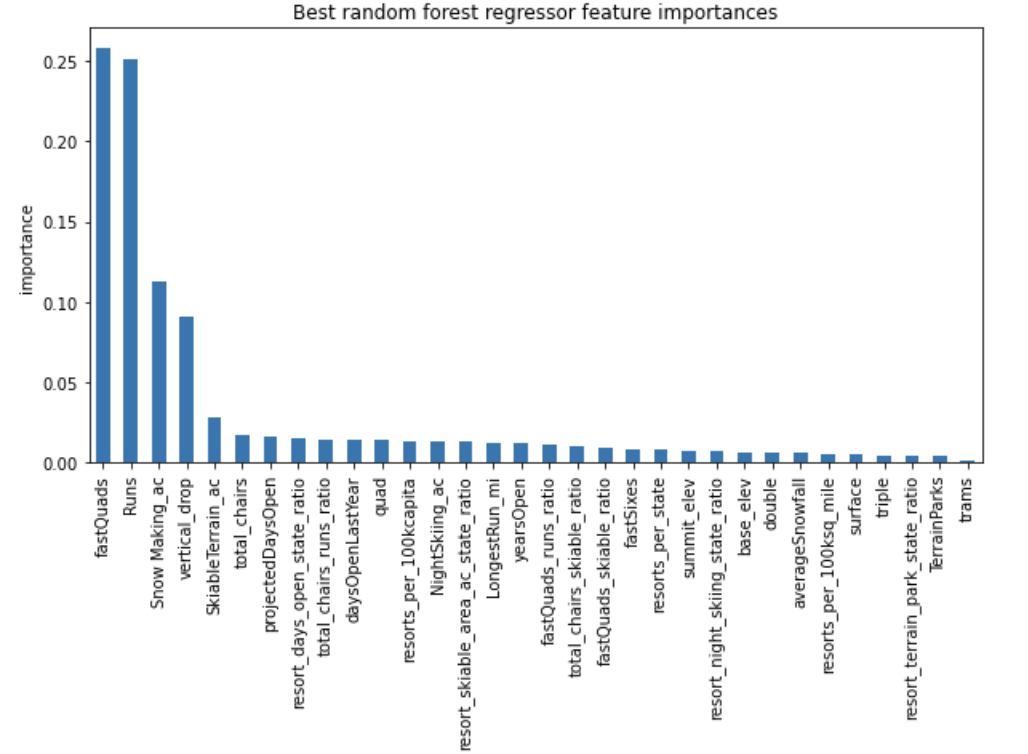 Best random forest regressor feature importances
importance
0.25
0.20
0.15
0.10
0.05
0.00
fastQuads
Runs
Snow Making_ac
vertical_drop
SkiableTerrain_ac
total_chairs
projectedDaysOpen
resort_days_open_state_ratio
total_chairs_runs_ratio
daysOpenLastYear
quad
resorts_per_100kcapita
NightSkiing_ac
resort_skiable_area_ac_state_ratio
LongestRun_mi
yearsOpen
fastQuads_runs_ratio
total_chairs_skiable_ratio
fastQuads_skiable_ratio
fastSixes
resorts_per_state
summit_elev
resort_night_skiing_state_ratio
base_elev
double
averageSnowfall
resorts_per_100ksq_mile
surface
triple
resort_terrain_park_state_ratio
TerrainParks
trams